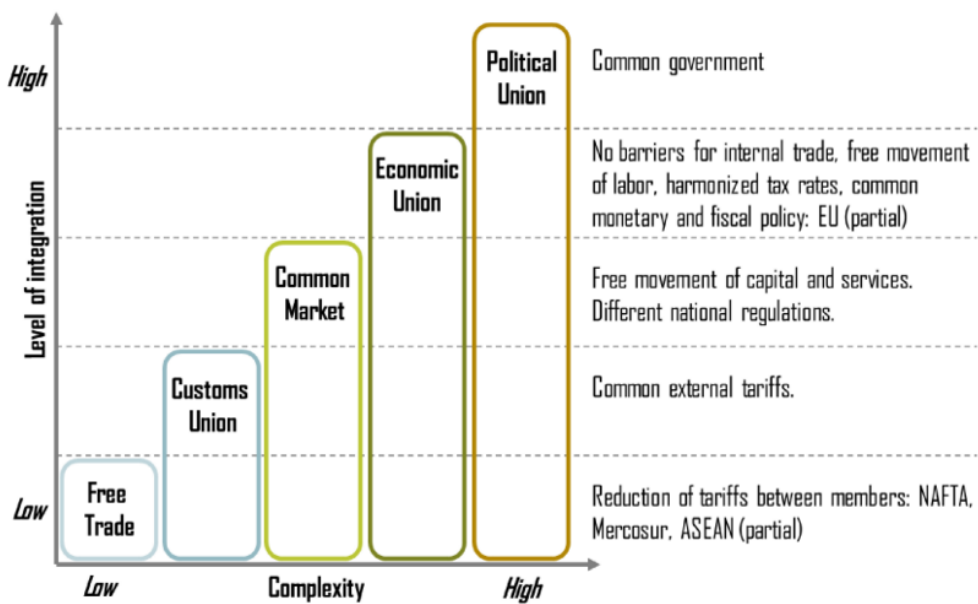 High
Political
Union
Common government
Economic
Union
No barriers for internal trade, free movement
of labor, harmonized tax rates, common
monetary and fiscal policy: EU (partial)
Level of integration
Common
Market
Free movement of capital and services.
Different national regulations.
Customs
Union
Common external tariffs.
Low
Free
Trade
Reduction of tariffs between members: NAFTA,
Mercosur, ASEAN (partial)
Low
Complexity
High